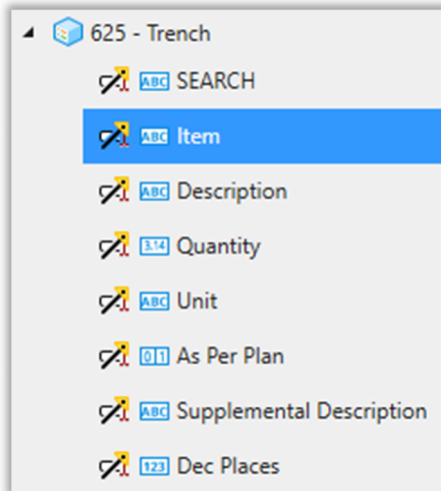 625 - Trench
ABC SEARCH
ABC Item
ABC Description
3.14 Quantity
ABC Unit
0 1 As Per Plan
ABC Supplemental Description
123 Dec Places